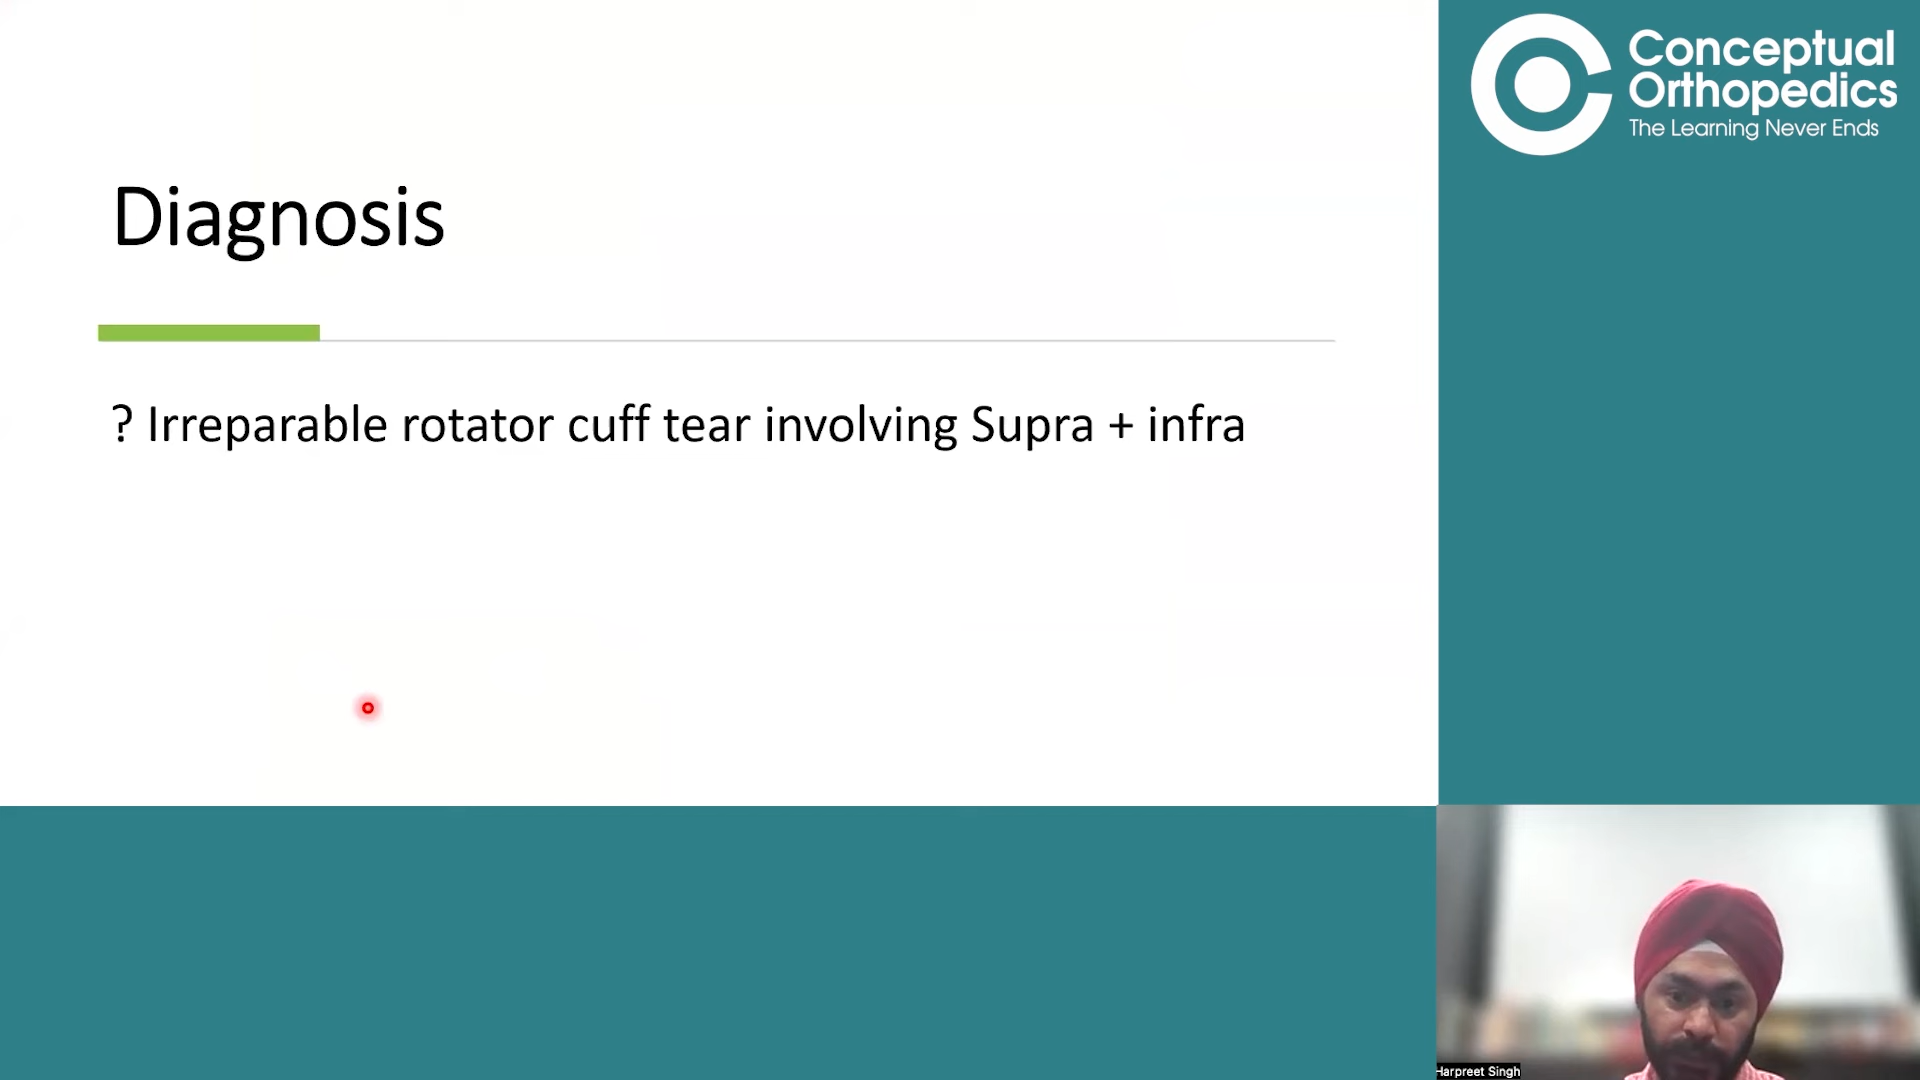 Diagnosis
? Irreparable rotator cuff tear involving Supra + infra
Conceptual
Orthopedics
The Learning Never Ends
Harpreet Singh